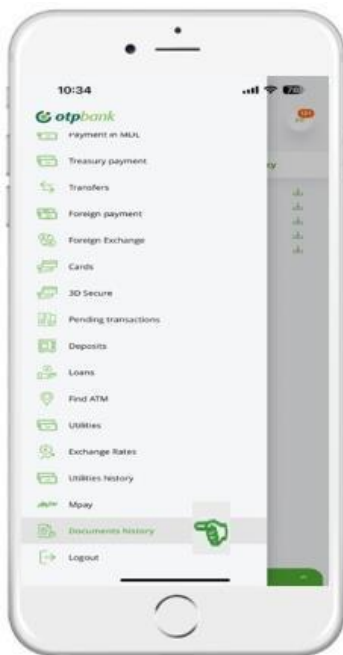 10:34
78
otpbank
Payment in MDL
Treasury payment
Transfers
Foreign payment
Foreign Exchange
Cards
3D Secure
Pending transactions
Deposits
Loans
Find ATM
Utilities
Exchange Rates
Utilities history
Mpay
Documents history
Logout